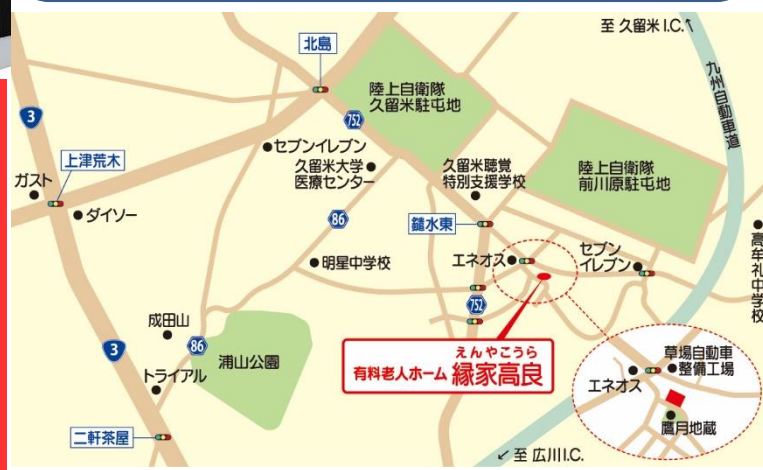 至 久留米 I.C.↑
北島
陸上自衛隊
久留米駐屯地
九州自動車道
3
752
セブンイレブン
上津荒木
久留米大学
医療センター
久留米聴覚
特別支援学校
陸上自衛隊
前川原駐屯地
ガスト
ダイソー
86
鑓水東
高牟礼中学校
エネオス
セブン
イレブン
明星中学校
752
成田山
86
浦山公園
3
トライアル
えんやこうら
有料老人ホーム 縁家高良
草場自動車
整備工場
エネオス
鷹月地蔵
二軒茶屋
↙至 広川I.C.